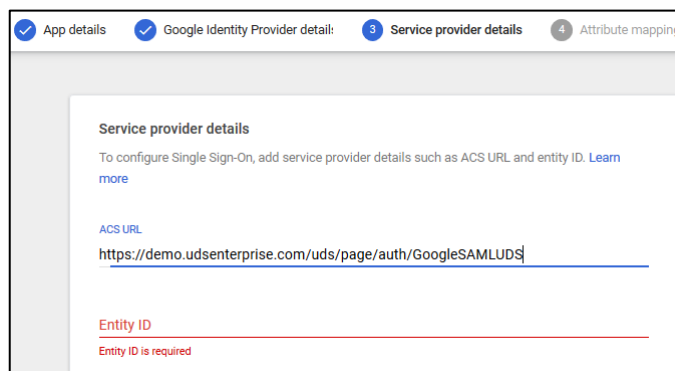 App details Google Identity Provider details 3 Service provider details 4 Attribute mapping
Service provider details
To configure Single Sign-On, add service provider details such as ACS URL and entity ID. Learn
more
ACS URL
https://demo.udsenterprise.com/uds/page/auth/GoogleSAMLUDS
Entity ID
Entity ID is required